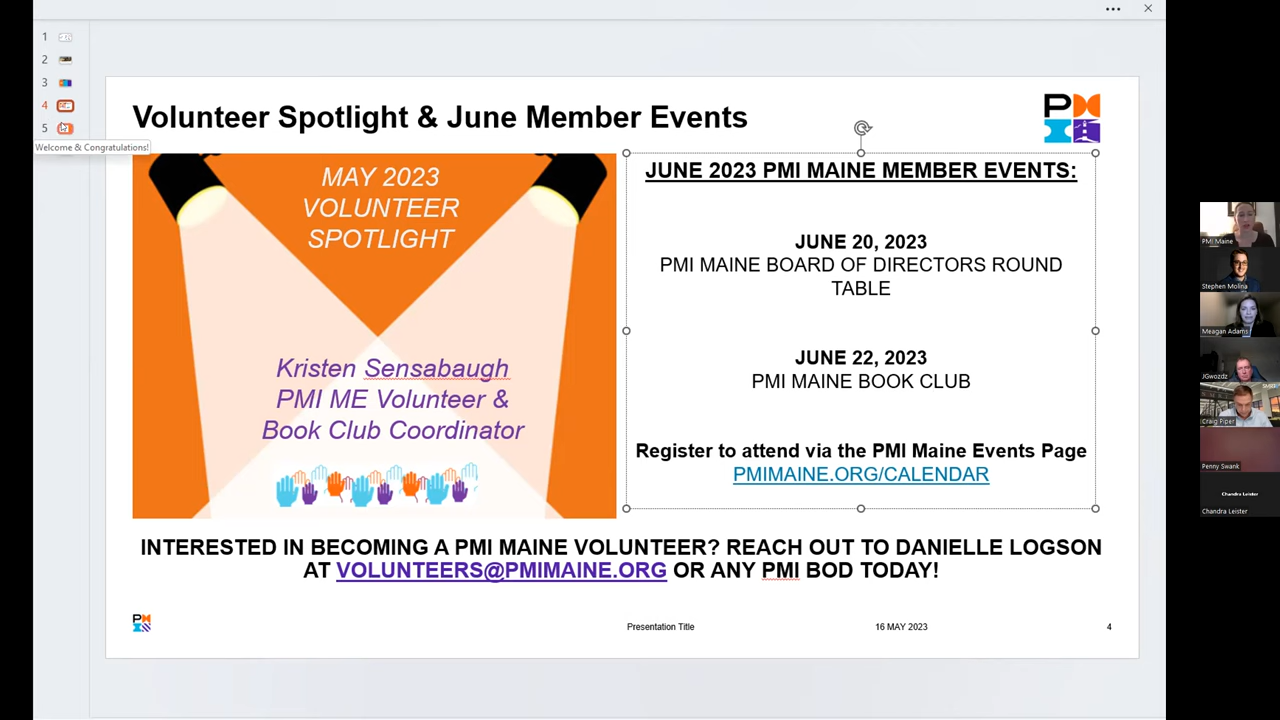 1
2
3
4
5
Welcome & Congratulations!
Volunteer Spotlight & June Member Events
PMI
MAY 2023
VOLUNTEER
SPOTLIGHT
Kristen Sensabaugh
PMI ME Volunteer &
Book Club Coordinator
JUNE 2023 PMI MAINE MEMBER EVENTS:
JUNE 20, 2023
PMI MAINE BOARD OF DIRECTORS ROUND
TABLE
JUNE 22, 2023
PMI MAINE BOOK CLUB
Register to attend via the PMI Maine Events Page
PMIMAINE.ORG/CALENDAR
INTERESTED IN BECOMING A PMI MAINE VOLUNTEER? REACH OUT TO DANIELLE LOGSON
AT VOLUNTEERS@PMIMAINE.ORG OR ANY PMI BOD TODAY!
PMI
Presentation Title
16 MAY 2023
4
PMI Maine
Stephen Molina
Meagan Adams
JGwozdz
Craig Piper
Penny Swank
Chandra Leister
Chandra Leister